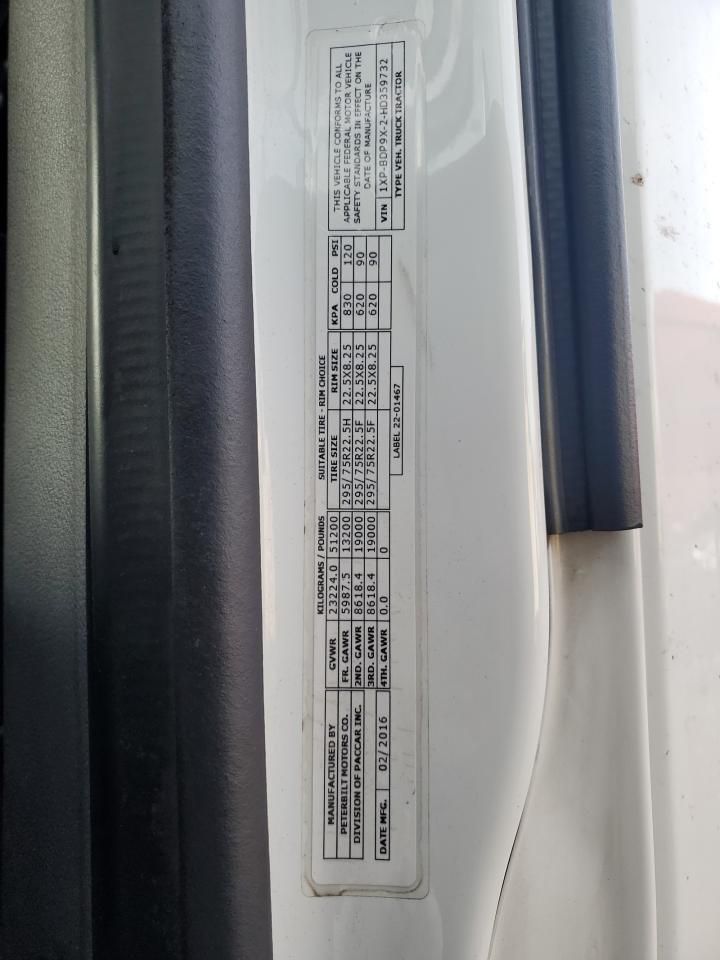 MANUFACTURED BY
PETERBILT MOTORS CO.
DIVISION OF PACCAR INC.
DATE MFG. 02/2016
KILOGRAMS / POUNDS
GVWR 23224.0 51200
FR. GAWR 5987.5 13200
2ND. GAWR 8618.4 19000
3RD. GAWR 8618.4 19000
4TH. GAWR 0.0 0
SUITABLE TIRE - RIM CHOICE
TIRE SIZE RIM SIZE KPA COLD PSI
295/75R22.5H 22.5X8.25 830 120
295/75R22.5F 22.5X8.25 620 90
295/75R22.5F 22.5X8.25 620 90
LABEL 22-01467
THIS VEHICLE CONFORMS TO ALL
APPLICABLE FEDERAL MOTOR VEHICLE
SAFETY STANDARDS IN EFFECT ON THE
DATE OF MANUFACTURE
VIN 1XP-BDP9X-2-HD359732
TYPE VEH. TRUCK TRACTOR